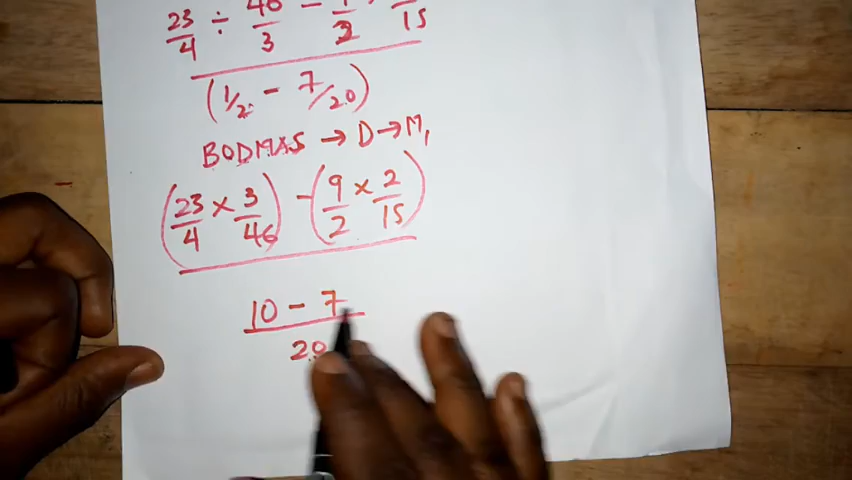 23/4 ÷ 46/3 - 9/2 × 2/15
(1/2 - 7/20)
BODMAS → D → M,
(23/4 × 3/46) - (9/2 × 2/15)
10 - 7
20